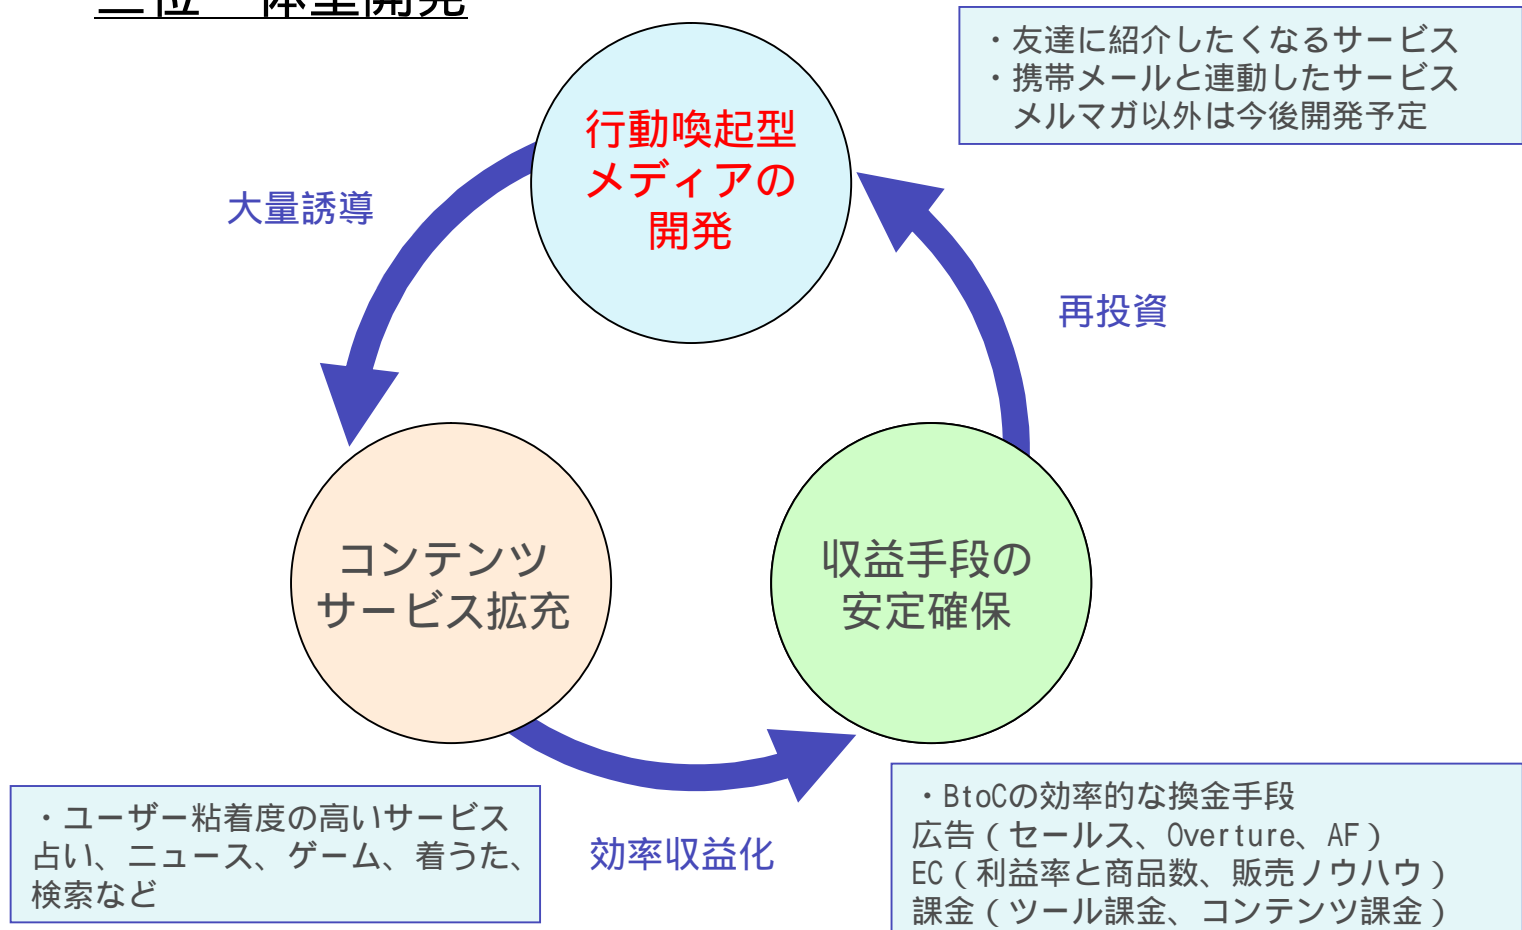 三位一体型開発
・友達に紹介したくなるサービス
・携帯メールと連動したサービス
メルマガ以外は今後開発予定
行動喚起型
メディアの
開発
大量誘導
再投資
コンテンツ
サービス拡充
収益手段の
安定確保
・ユーザー粘着度の高いサービス
占い、ニュース、ゲーム、着うた、
検索など
効率収益化
・BtoCの効率的な換金手段
広告（セールス、Overture、AF）
EC（利益率と商品数、販売ノウハウ）
課金（ツール課金、コンテンツ課金）